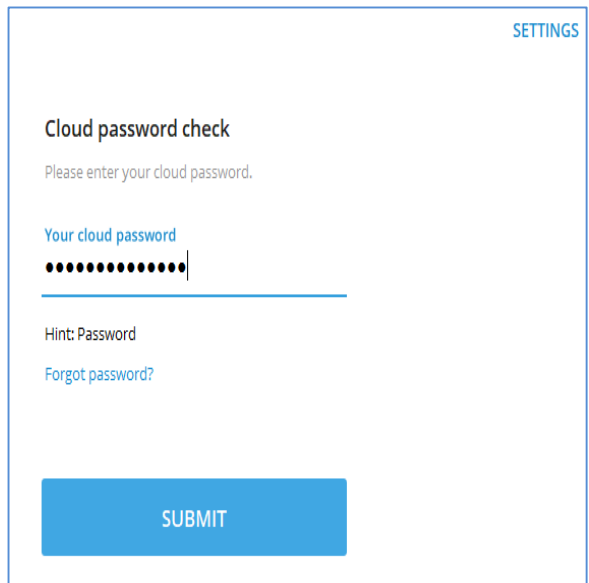 SETTINGS
Cloud password check
Please enter your cloud password.
Your cloud password
••••••••••••••
Hint: Password
Forgot password?
SUBMIT